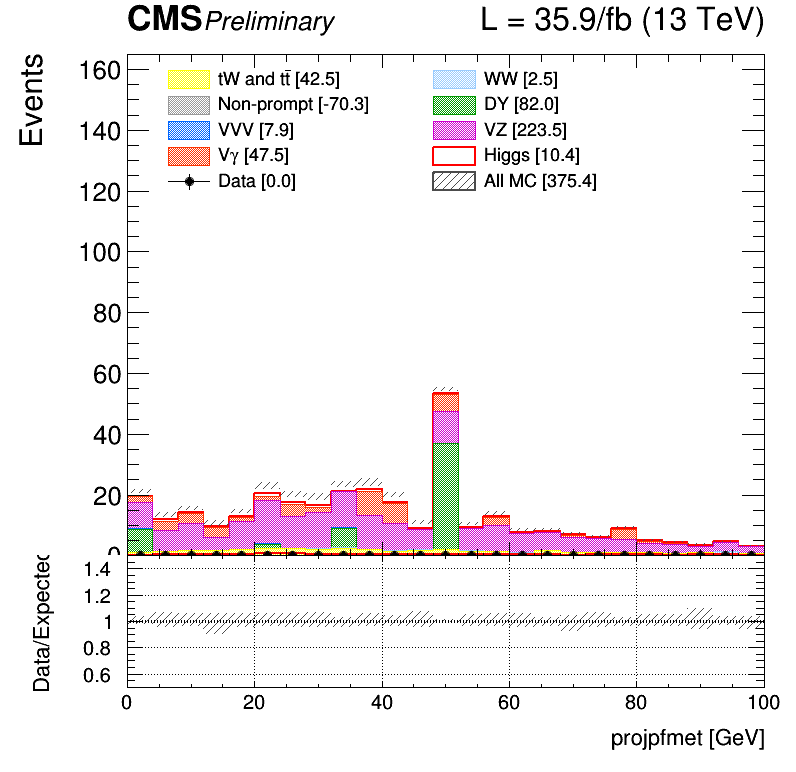 CMS Preliminary L = 35.9/fb (13 TeV)
Events
160
140
120
100
80
60
40
20
0
tW and tt̄ [42.5] WW [2.5]
Non-prompt [-70.3] DY [82.0]
VVV [7.9] VZ [223.5]
Vγ [47.5] Higgs [10.4]
Data [0.0] All MC [375.4]
Data/Expected
1.4
1.2
1
0.8
0.6
0 20 40 60 80 100
projpfmet [GeV]